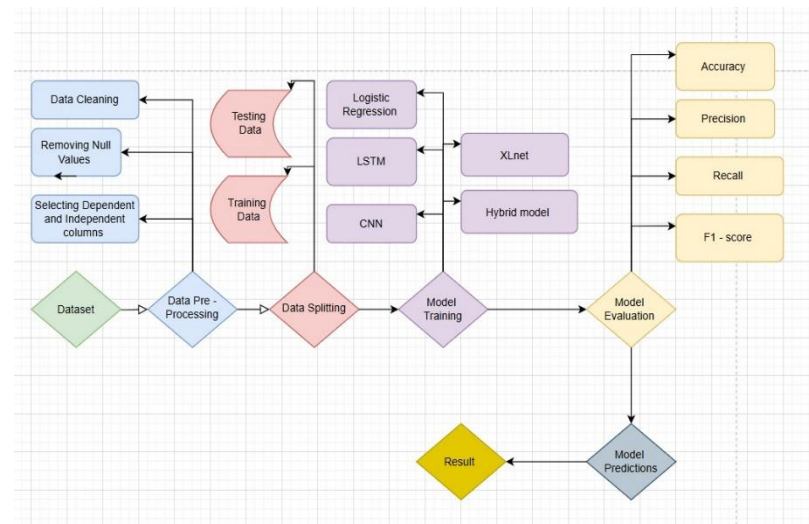 Data Cleaning
Removing Null
Values
Selecting Dependent
and Independent
columns
Testing
Data
Training
Data
Logistic
Regression
LSTM
CNN
XLnet
Hybrid model
Accuracy
Precision
Recall
F1 - score
Dataset
Data Pre -
Processing
Data Splitting
Model
Training
Model
Evaluation
Result
Model
Predictions